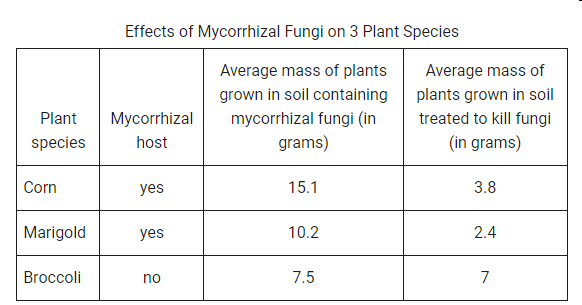 Effects of Mycorrhizal Fungi on 3 Plant Species
Plant
species
Mycorrhizal
host
Average mass of plants
grown in soil containing
mycorrhizal fungi (in
grams)
Average mass of
plants grown in soil
treated to kill fungi
(in grams)
Corn yes 15.1 3.8
Marigold yes 10.2 2.4
Broccoli no 7.5 7